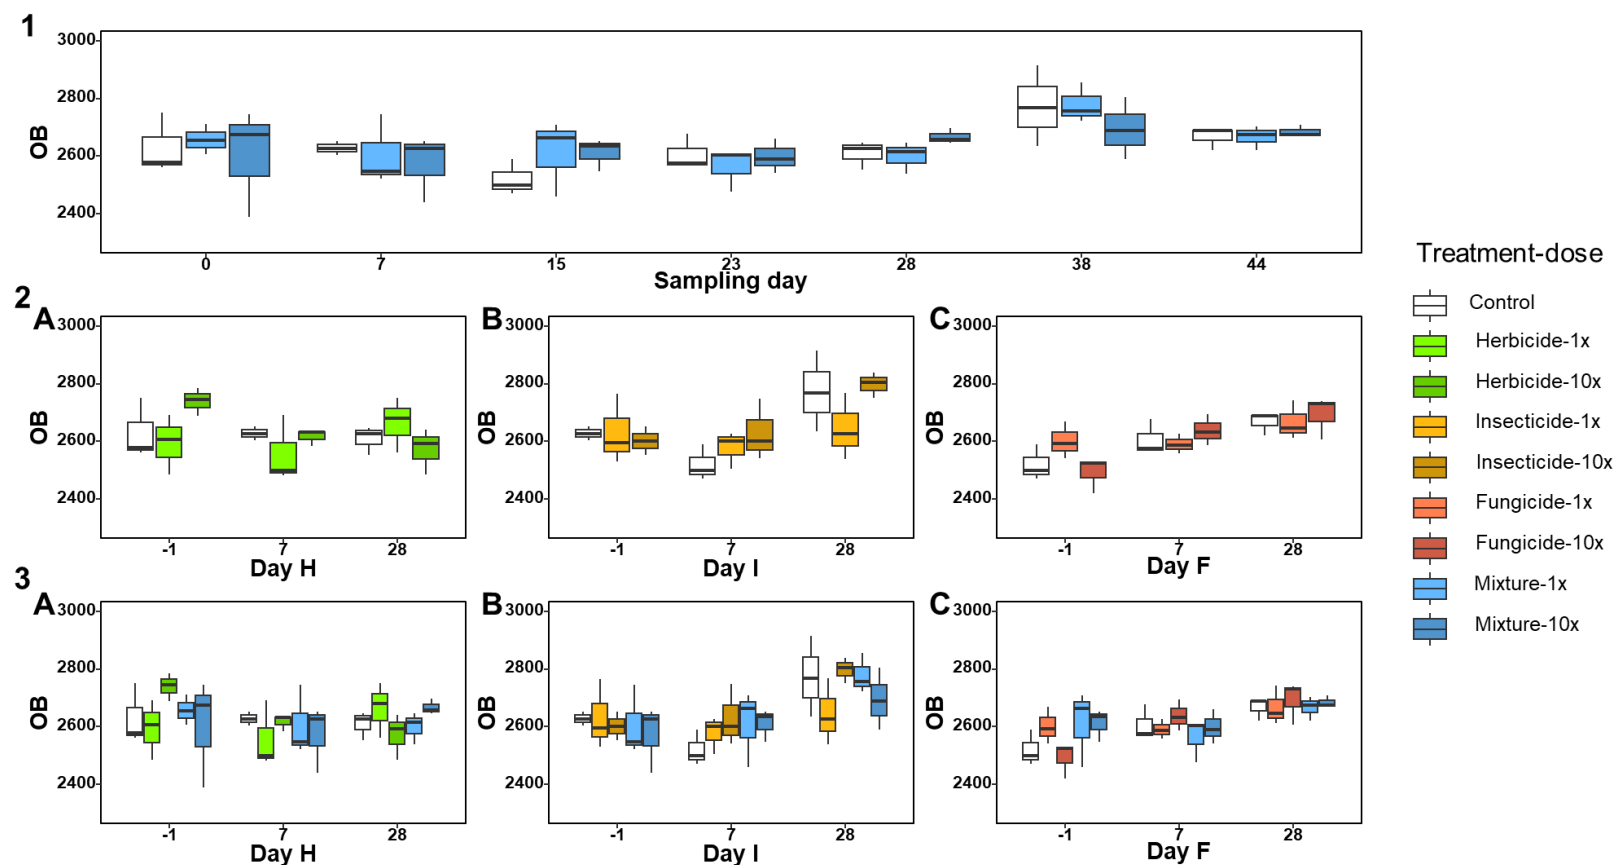 1
3000
2800
2600
2400
OB
0 7 15 23 28 38 44
Sampling day
2
A
3000
2800
2600
2400
OB
-1 7 28
Day H
B
3000
2800
2600
2400
OB
-1 7 28
Day I
C
3000
2800
2600
2400
OB
-1 7 28
Day F
3
A
3000
2800
2600
2400
OB
-1 7 28
Day H
B
3000
2800
2600
2400
OB
-1 7 28
Day I
C
3000
2800
2600
2400
OB
-1 7 28
Day F
Treatment-dose
Control
Herbicide-1x
Herbicide-10x
Insecticide-1x
Insecticide-10x
Fungicide-1x
Fungicide-10x
Mixture-1x
Mixture-10x